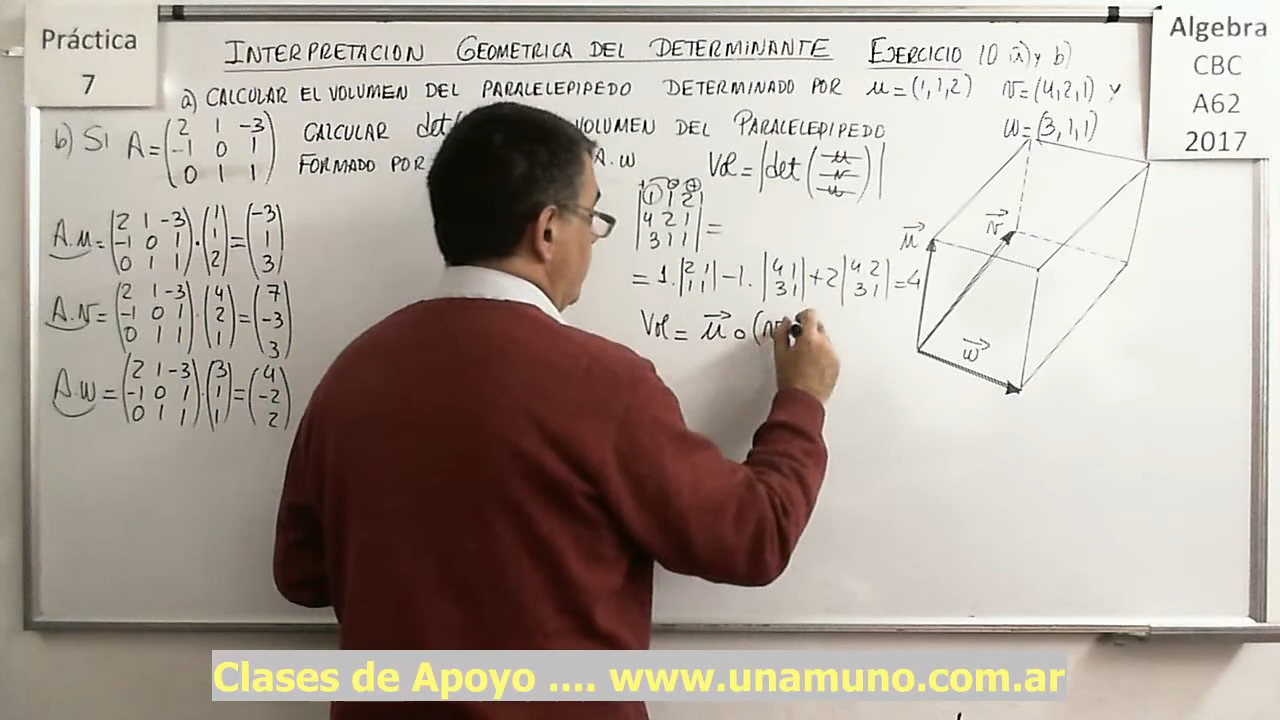 Práctica
7
INTERPRETACION GEOMETRICA DEL DETERMINANTE EJERCICIO 10 a) y b)
Algebra
CBC
A62
2017
a) CALCULAR EL VOLUMEN DEL PARALELEPIPEDO DETERMINADO POR u=(1,1,2) v=(4,2,1) y
w=(3,1,1)
b) SI A= (2 1 -3 / -1 0 1 / 0 1 1) CALCULAR det( VOLUMEN DEL PARALELEPIPEDO
FORMADO POR A.w
Vol = |det (u / v / w)|
A.u = (2 1 -3 / -1 0 1 / 0 1 1) . (1 / 1 / 2) = (-3 / 1 / 3)
A.v = (2 1 -3 / -1 0 1 / 0 1 1) . (4 / 2 / 1) = (7 / -3 / 3)
A.w = (2 1 -3 / -1 0 1 / 0 1 1) . (3 / 1 / 1) = (4 / -2 / 2)
+ - +
|1 1 2 / 4 2 1 / 3 1 1| =
= 1. |2 1 / 1 1| - 1. |4 1 / 3 1| + 2 |4 2 / 3 1| = 4
Vol = u o (v
u
v
w
Clases de Apoyo .... www.unamuno.com.ar